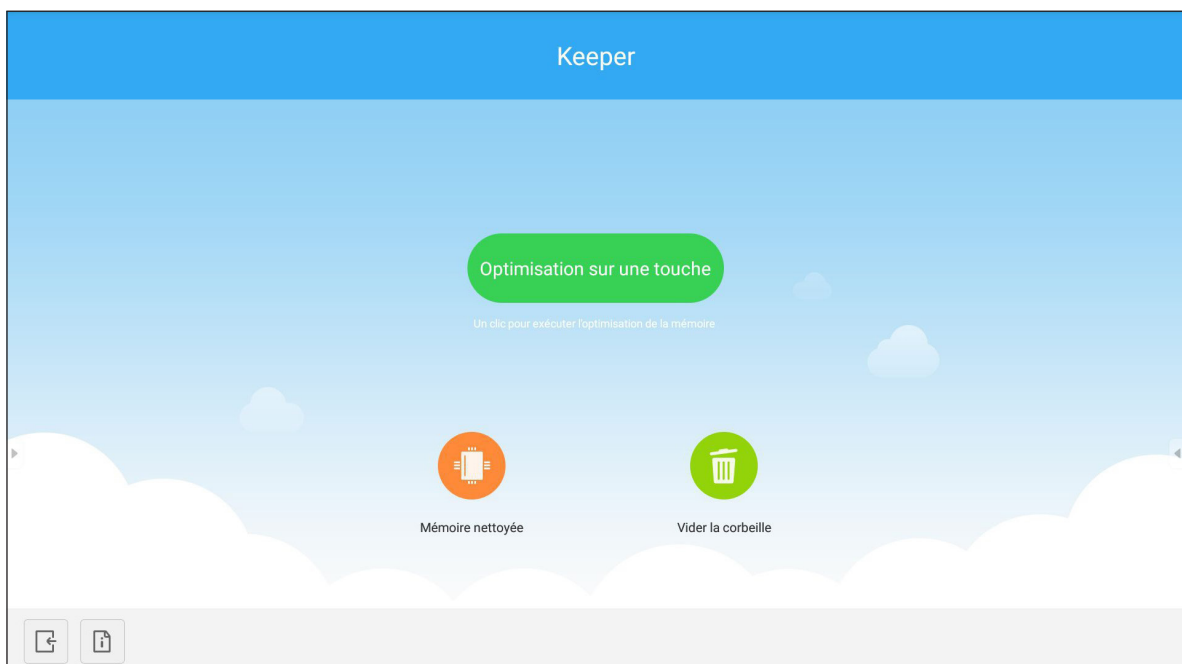 Keeper
Optimisation sur une touche
Un clic pour exécuter l'optimisation de la mémoire
Mémoire nettoyée
Vider la corbeille